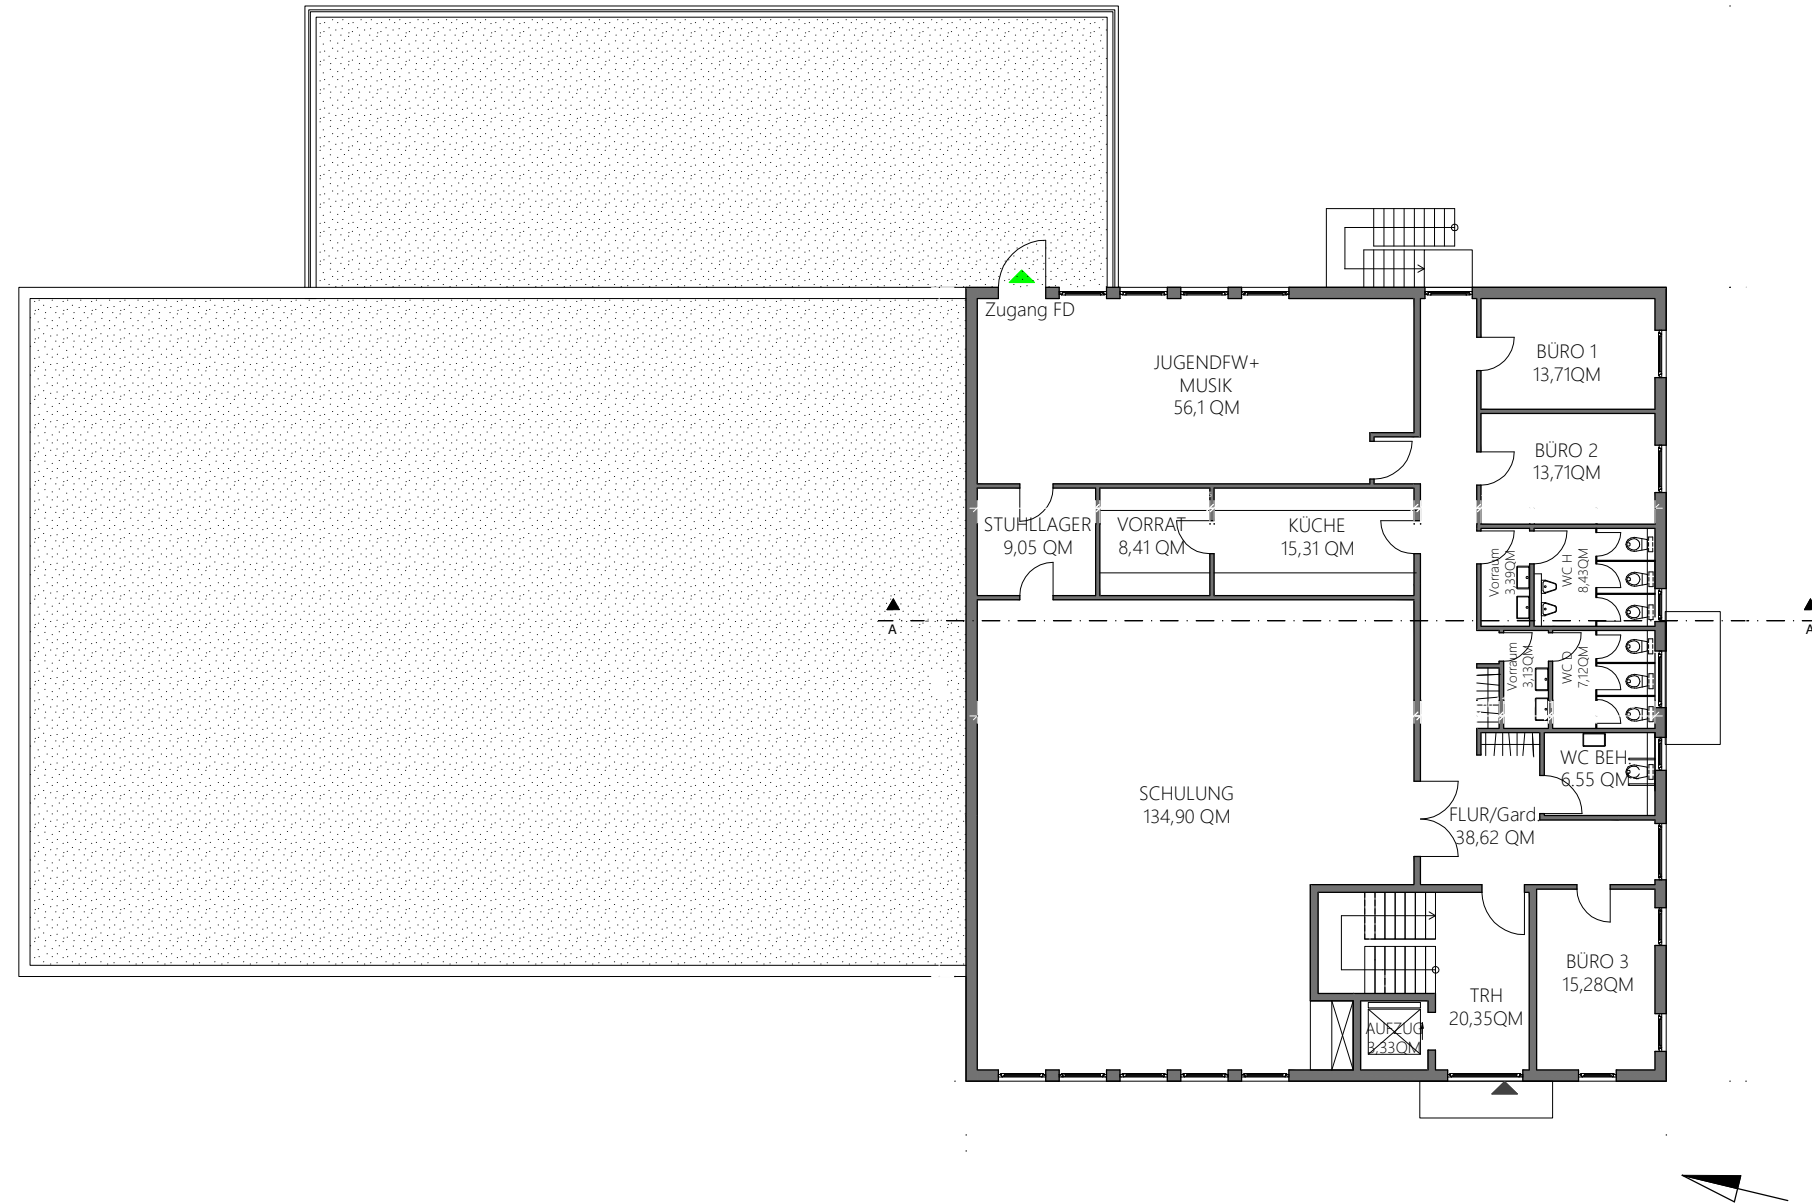 Zugang FD
JUGENDFW+
MUSIK
56,1 QM
BÜRO 1
13,71QM
BÜRO 2
13,71QM
STUHLLAGER
9,05 QM
VORRAT
8,41 QM
KÜCHE
15,31 QM
Vorraum
3,39QM
WC H
8,43QM
A
A
Vorraum
3,13QM
WC D
7,12QM
WC BEH.
6.55 QM
SCHULUNG
134,90 QM
FLUR/Gard.
38,62 QM
BÜRO 3
15,28QM
TRH
20,35QM
AUFZUG
3,33QM